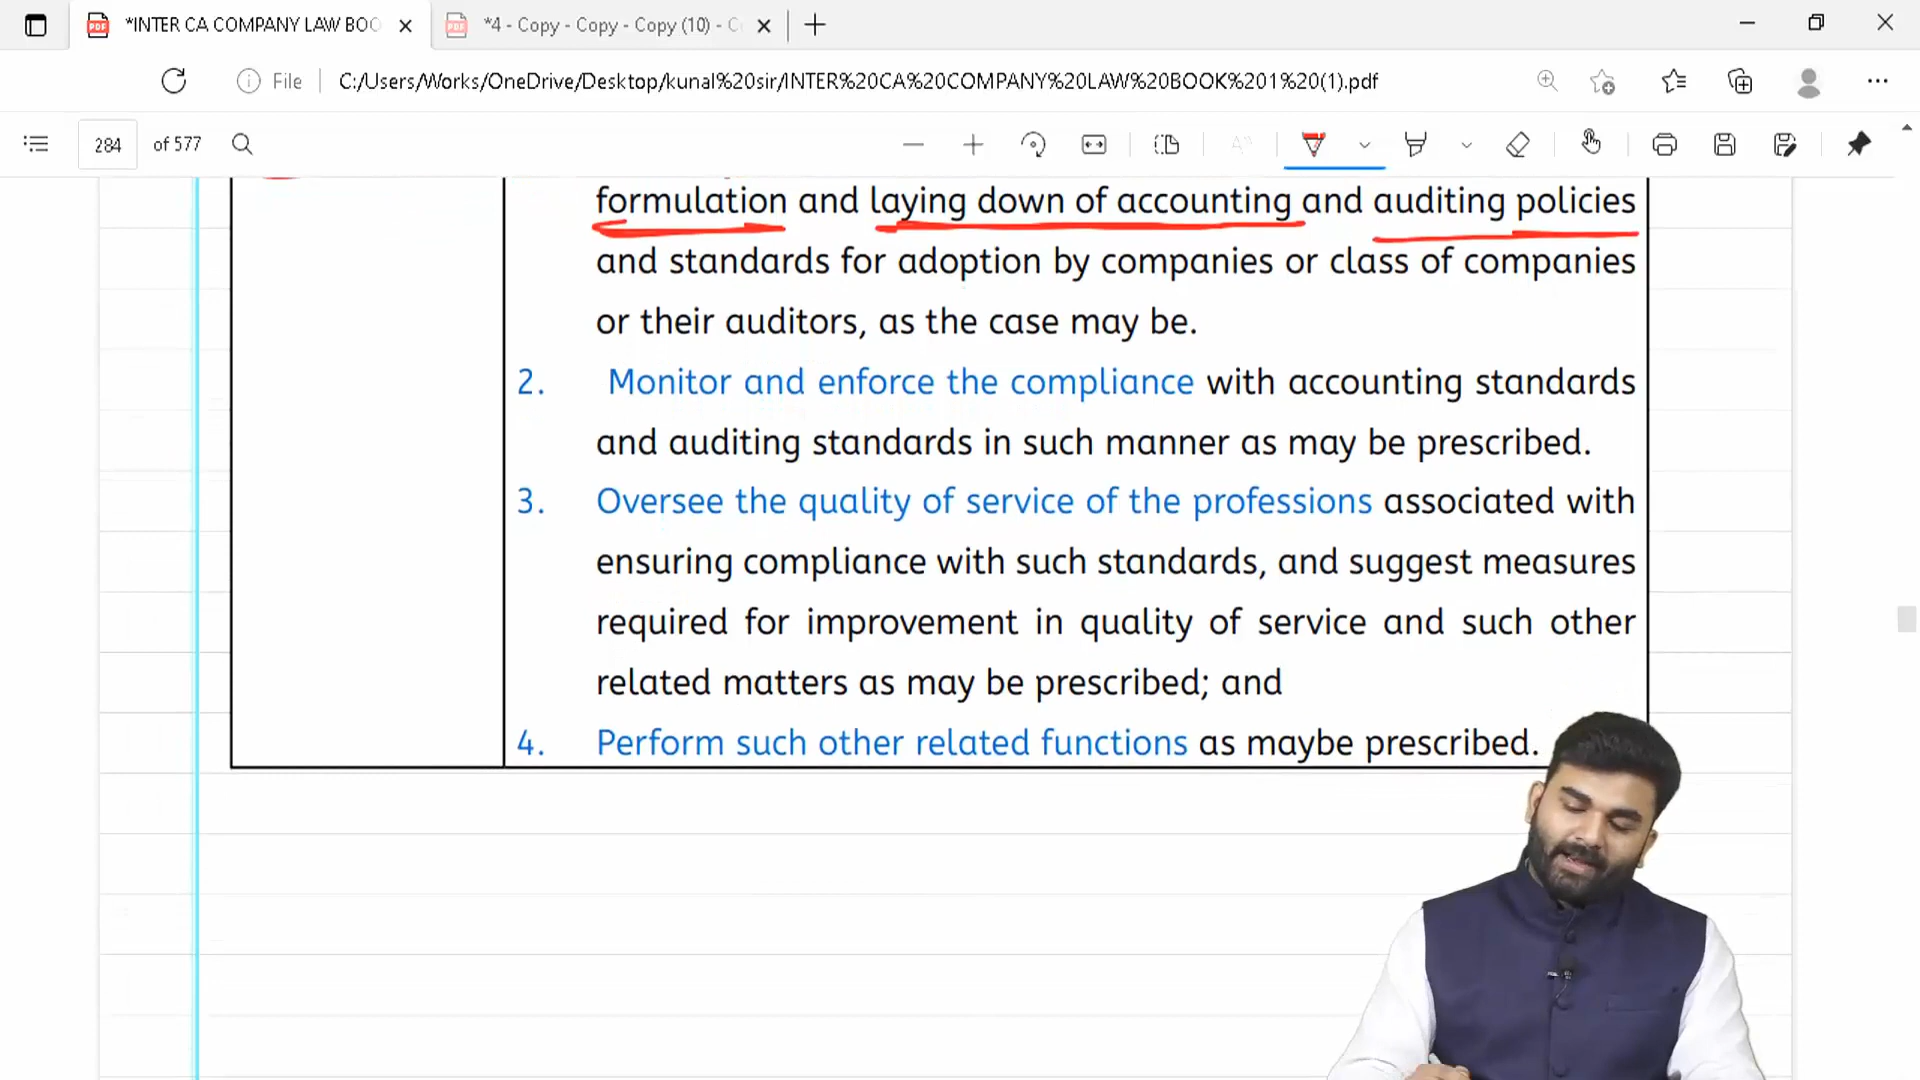 *INTER CA COMPANY LAW BOO
*4 - Copy - Copy - Copy (10) - C
File
C:/Users/Works/OneDrive/Desktop/kunal%20sir/INTER%20CA%20COMPANY%20LAW%20BOOK%201%20(1).pdf
284 of 577
formulation and laying down of accounting and auditing policies
and standards for adoption by companies or class of companies
or their auditors, as the case may be.
2. Monitor and enforce the compliance with accounting standards
and auditing standards in such manner as may be prescribed.
3. Oversee the quality of service of the professions associated with
ensuring compliance with such standards, and suggest measures
required for improvement in quality of service and such other
related matters as may be prescribed; and
4. Perform such other related functions as maybe prescribed.